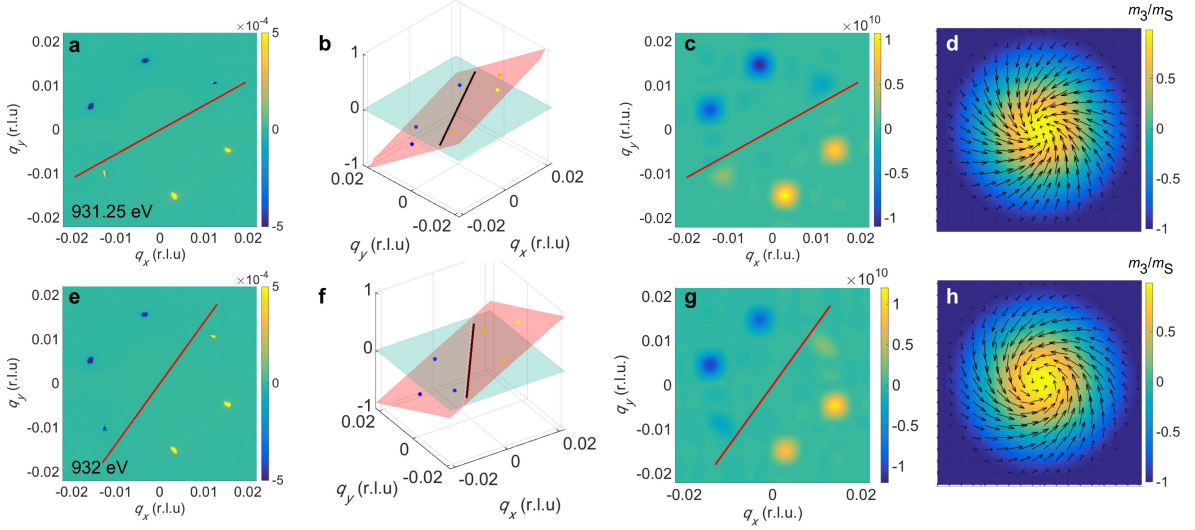 a
×10⁻⁴
0.02
0.01
0
-0.01
-0.02
q_y (r.l.u)
931.25 eV
-0.02 -0.01 0 0.01 0.02
q_x (r.l.u)
5
0
-5
b
1
0
-1
0.02
0
-0.02
q_y (r.l.u)
-0.02
0
0.02
q_x (r.l.u)
c
×10¹⁰
0.02
0.01
0
-0.01
-0.02
q_y (r.l.u.)
-0.02 -0.01 0 0.01 0.02
q_x (r.l.u.)
1
0.5
0
-0.5
-1
d
m₃/m_S
0.5
0
-0.5
-1
e
×10⁻⁴
0.02
0.01
0
-0.01
-0.02
q_y (r.l.u)
932 eV
-0.02 -0.01 0 0.01 0.02
q_x (r.l.u)
5
0
-5
f
1
0
-1
0.02
0
-0.02
q_y (r.l.u)
-0.02
0
0.02
q_x (r.l.u)
g
×10¹⁰
0.02
0.01
0
-0.01
-0.02
q_y (r.l.u.)
-0.02 -0.01 0 0.01 0.02
q_x (r.l.u.)
1
0.5
0
-0.5
-1
h
m₃/m_S
0.5
0
-0.5
-1